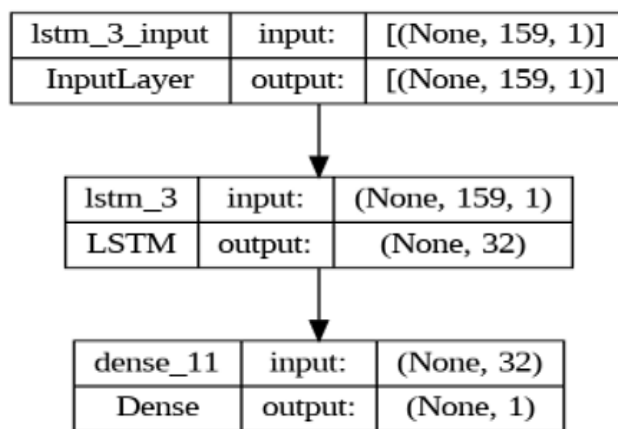 lstm_3_input input: [(None, 159, 1)]
InputLayer output: [(None, 159, 1)]
lstm_3 input: (None, 159, 1)
LSTM output: (None, 32)
dense_11 input: (None, 32)
Dense output: (None, 1)